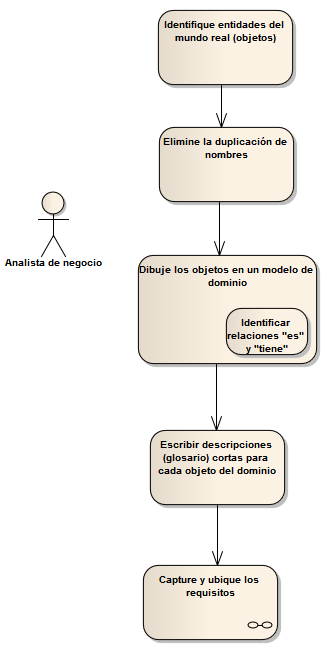 Identifique entidades del
mundo real (objetos)
Elimine la duplicación de
nombres
Analista de negocio
Dibuje los objetos en un modelo de
dominio
Identificar
relaciones "es"
y "tiene"
Escribir descripciones
(glosario) cortas para
cada objeto del dominio
Capture y ubique los
requisitos